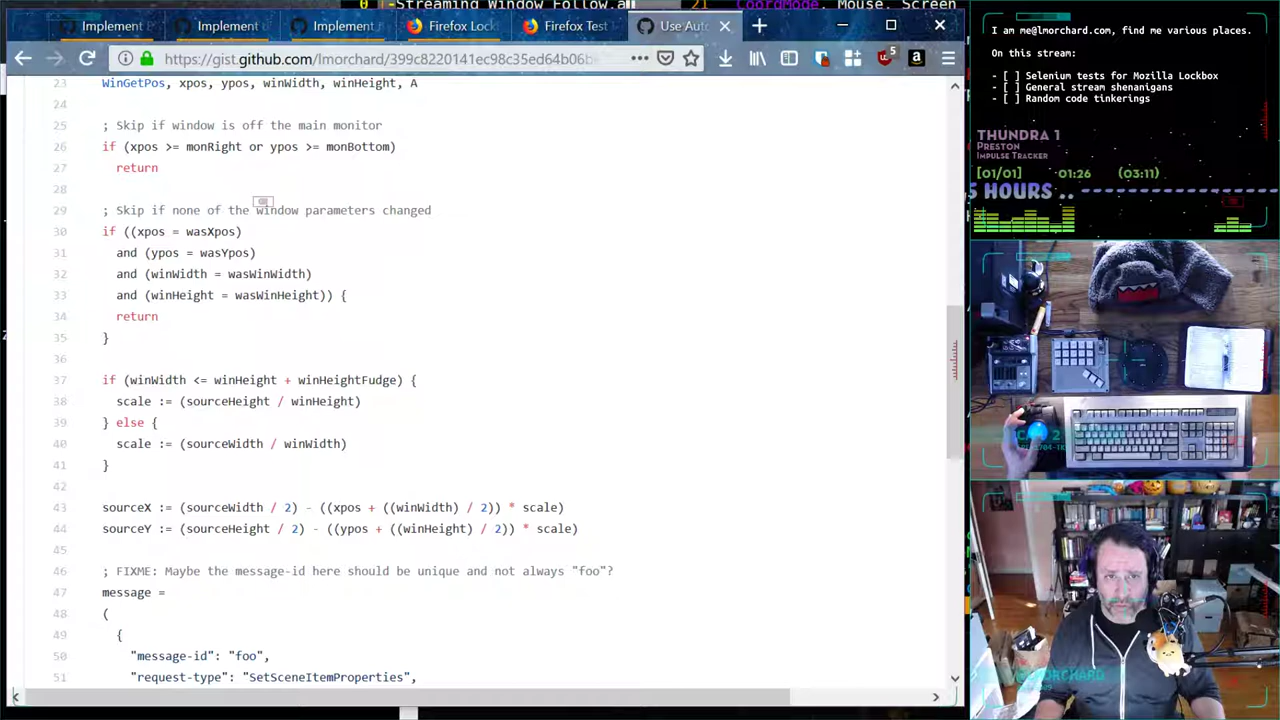 0
-Streaming Window Follow.a
21
CoordMode, Mouse, Screen
Implement
Implement
Implement
Firefox Lock
Firefox Test
Use Auto
https://gist.github.com/lmorchard/399c8220141ec98c35ed64b06b
5
23 WinGetPos, xpos, ypos, winWidth, winHeight, A
24
25 ; Skip if window is off the main monitor
26 if (xpos >= monRight or ypos >= monBottom)
27 return
28
29 ; Skip if none of the window parameters changed
30 if ((xpos = wasXpos)
31 and (ypos = wasYpos)
32 and (winWidth = wasWinWidth)
33 and (winHeight = wasWinHeight)) {
34 return
35 }
36
37 if (winWidth <= winHeight + winHeightFudge) {
38 scale := (sourceHeight / winHeight)
39 } else {
40 scale := (sourceWidth / winWidth)
41 }
42
43 sourceX := (sourceWidth / 2) - ((xpos + ((winWidth) / 2)) * scale)
44 sourceY := (sourceHeight / 2) - ((ypos + ((winHeight) / 2)) * scale)
45
46 ; FIXME: Maybe the message-id here should be unique and not always "foo"?
47 message =
48 (
49 {
50 "message-id": "foo",
51 "request-type": "SetSceneItemProperties",
I am me@lmorchard.com, find me various places.
On this stream:
- [ ] Selenium tests for Mozilla Lockbox
- [ ] General stream shenanigans
- [ ] Random code tinkerings
THUNDRA 1
PRESTON
IMPULSE TRACKER
[01/01] 01:26 (03:11)
5 HOURS ..
CAM 2
@LMORCHARD